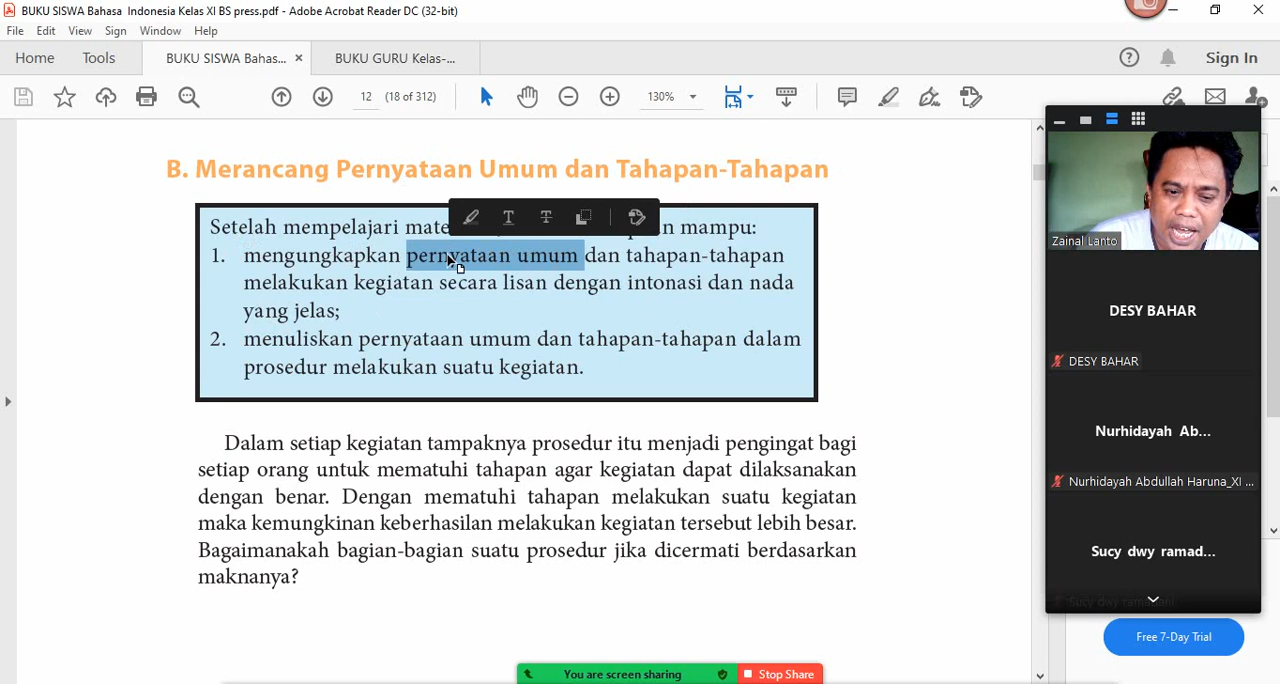 BUKU SISWA Bahasa  Indonesia Kelas XI BS press.pdf - Adobe Acrobat Reader DC (32-bit)
File Edit View Sign Window Help
Home Tools BUKU SISWA Bahas... × BUKU GURU Kelas-... Sign In
12 (18 of 312) 130%
B. Merancang Pernyataan Umum dan Tahapan-Tahapan
Setelah mempelajari mampu:
1. mengungkapkan pernyataan umum dan tahapan-tahapan
melakukan kegiatan secara lisan dengan intonasi dan nada
yang jelas;
2. menuliskan pernyataan umum dan tahapan-tahapan dalam
prosedur melakukan suatu kegiatan.
Dalam setiap kegiatan tampaknya prosedur itu menjadi pengingat bagi
setiap orang untuk mematuhi tahapan agar kegiatan dapat dilaksanakan
dengan benar. Dengan mematuhi tahapan melakukan suatu kegiatan
maka kemungkinan keberhasilan melakukan kegiatan tersebut lebih besar.
Bagaimanakah bagian-bagian suatu prosedur jika dicermati berdasarkan
maknanya?
Zainal Lanto
DESY BAHAR
DESY BAHAR
Nurhidayah Ab...
Nurhidayah Abdullah Haruna_XI ...
Sucy dwy ramad...
Free 7-Day Trial
You are screen sharing
Stop Share